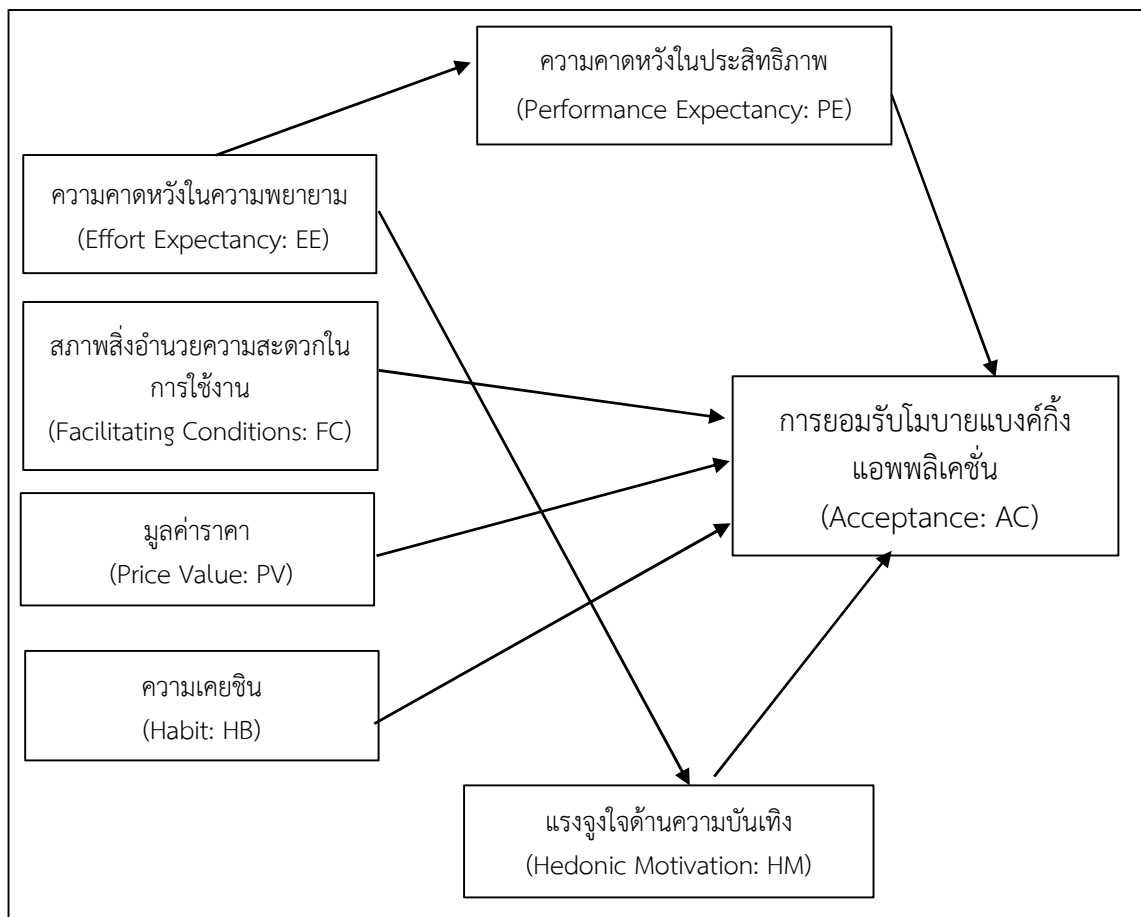 ความคาดหวังในประสิทธิภาพ
(Performance Expectancy: PE)
ความคาดหวังในความพยายาม
(Effort Expectancy: EE)
สภาพสิ่งอำนวยความสะดวกใน
การใช้งาน
(Facilitating Conditions: FC)
การยอมรับโมบายแบงค์กิ้ง
แอพพลิเคชั่น
(Acceptance: AC)
มูลค่าราคา
(Price Value: PV)
ความเคยชิน
(Habit: HB)
แรงจูงใจด้านความบันเทิง
(Hedonic Motivation: HM)